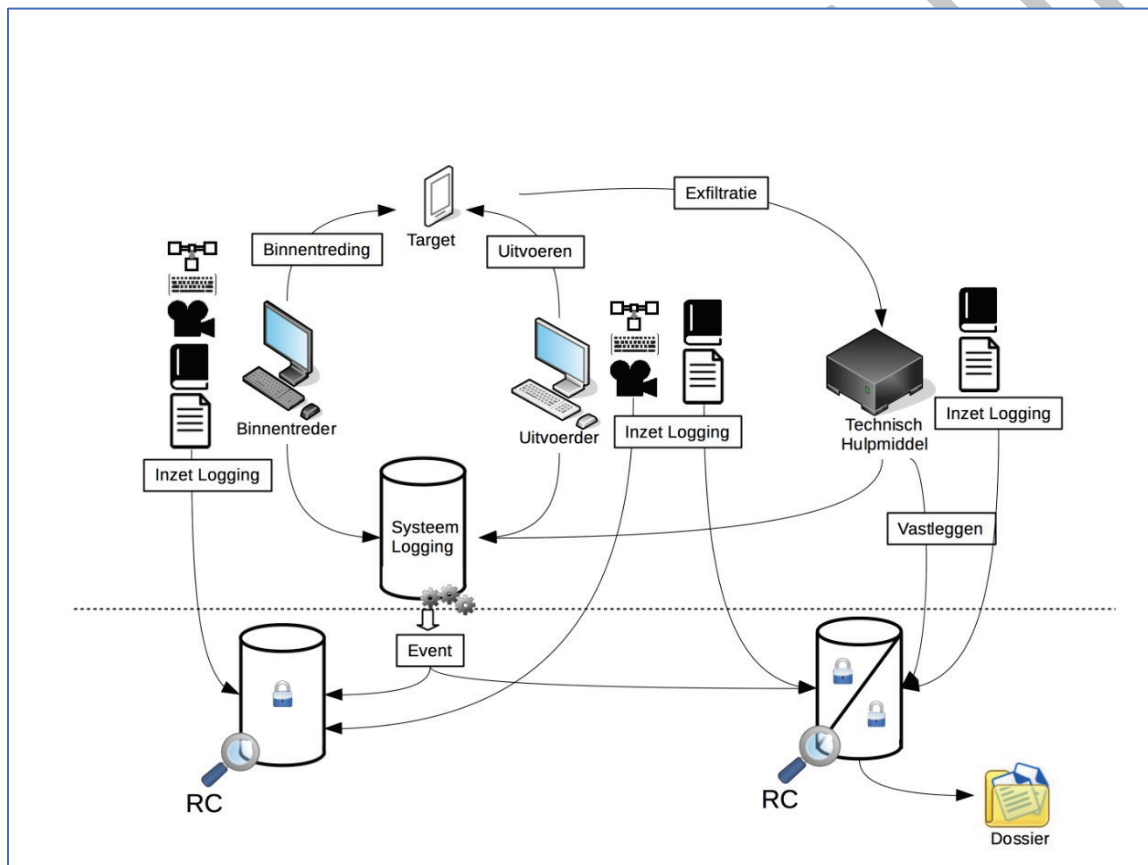 Exfiltratie
Target
Binnentreding
Uitvoeren
Binnentreder
Uitvoerder
Technisch
Hulpmiddel
Inzet Logging
Inzet Logging
Inzet Logging
Systeem
Logging
Vastleggen
Event
RC
RC
Dossier